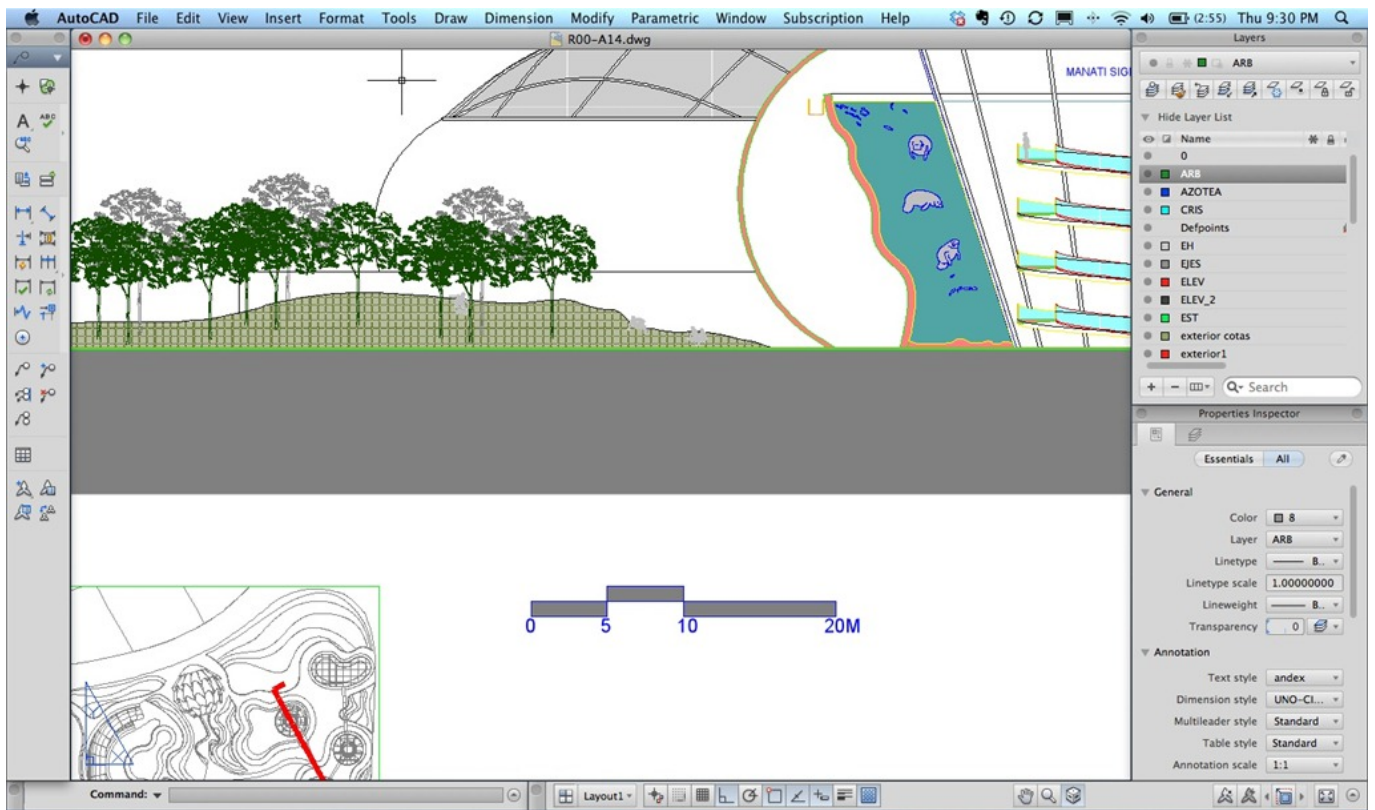 AutoCAD File Edit View Insert Format Tools Draw Dimension Modify Parametric Window Subscription Help (2:55) Thu 9:30 PM
R00-A14.dwg
Layers
ARB
MANATI SIG
Hide Layer List
Name
0
ARB
AZOTEA
CRIS
Defpoints
EH
EJES
ELEV
ELEV_2
EST
exterior cotas
exterior1
Search
Properties Inspector
Essentials All
General
Color 8
Layer ARB
Linetype B..
Linetype scale 1.00000000
Lineweight B..
Transparency 0
Annotation
Text style andex
Dimension style UNO-CI...
Multileader style Standard
Table style Standard
Annotation scale 1:1
0 5 10 20M
Command: Layout1